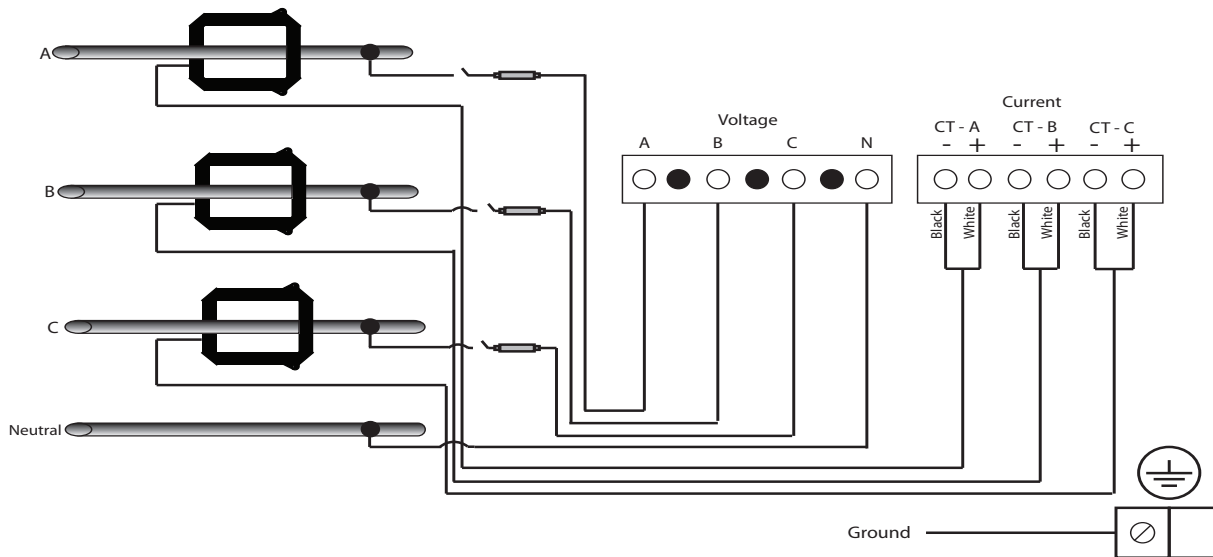 A
B
C
Neutral
Voltage
A B C N
Current
CT - A CT - B CT - C
- + - + - +
Black White Black White Black White
Ground